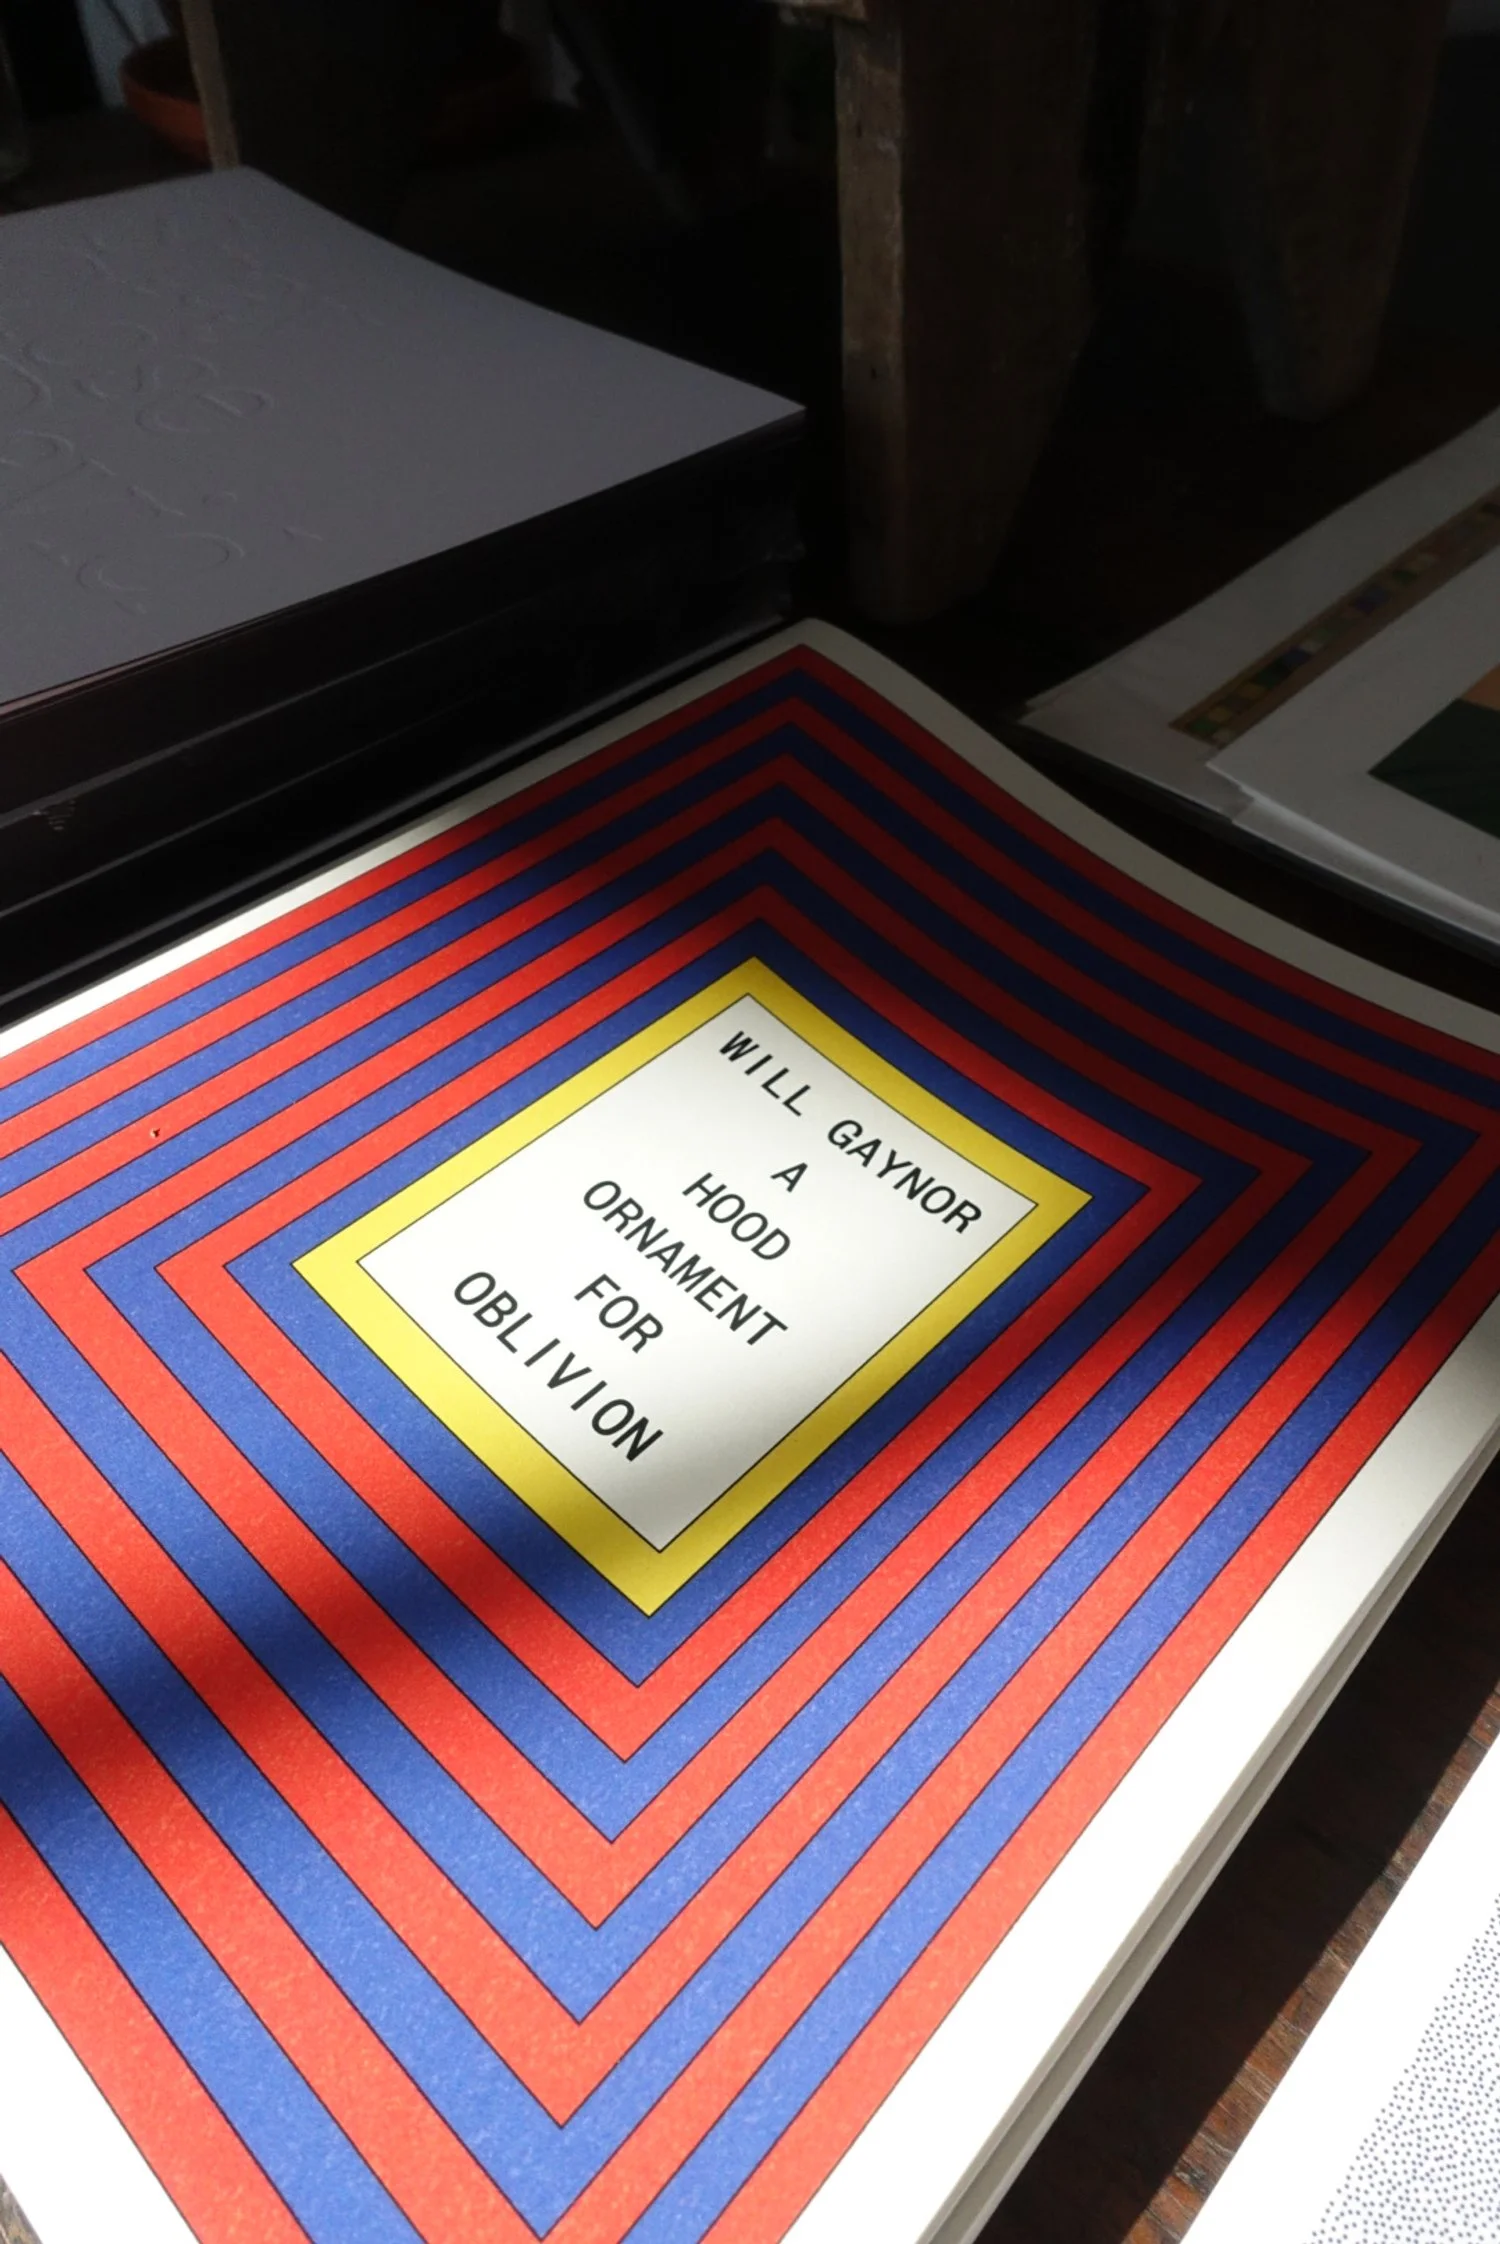 WILL GAYNOR
A
HOOD
ORNAMENT
FOR
OBLIVION